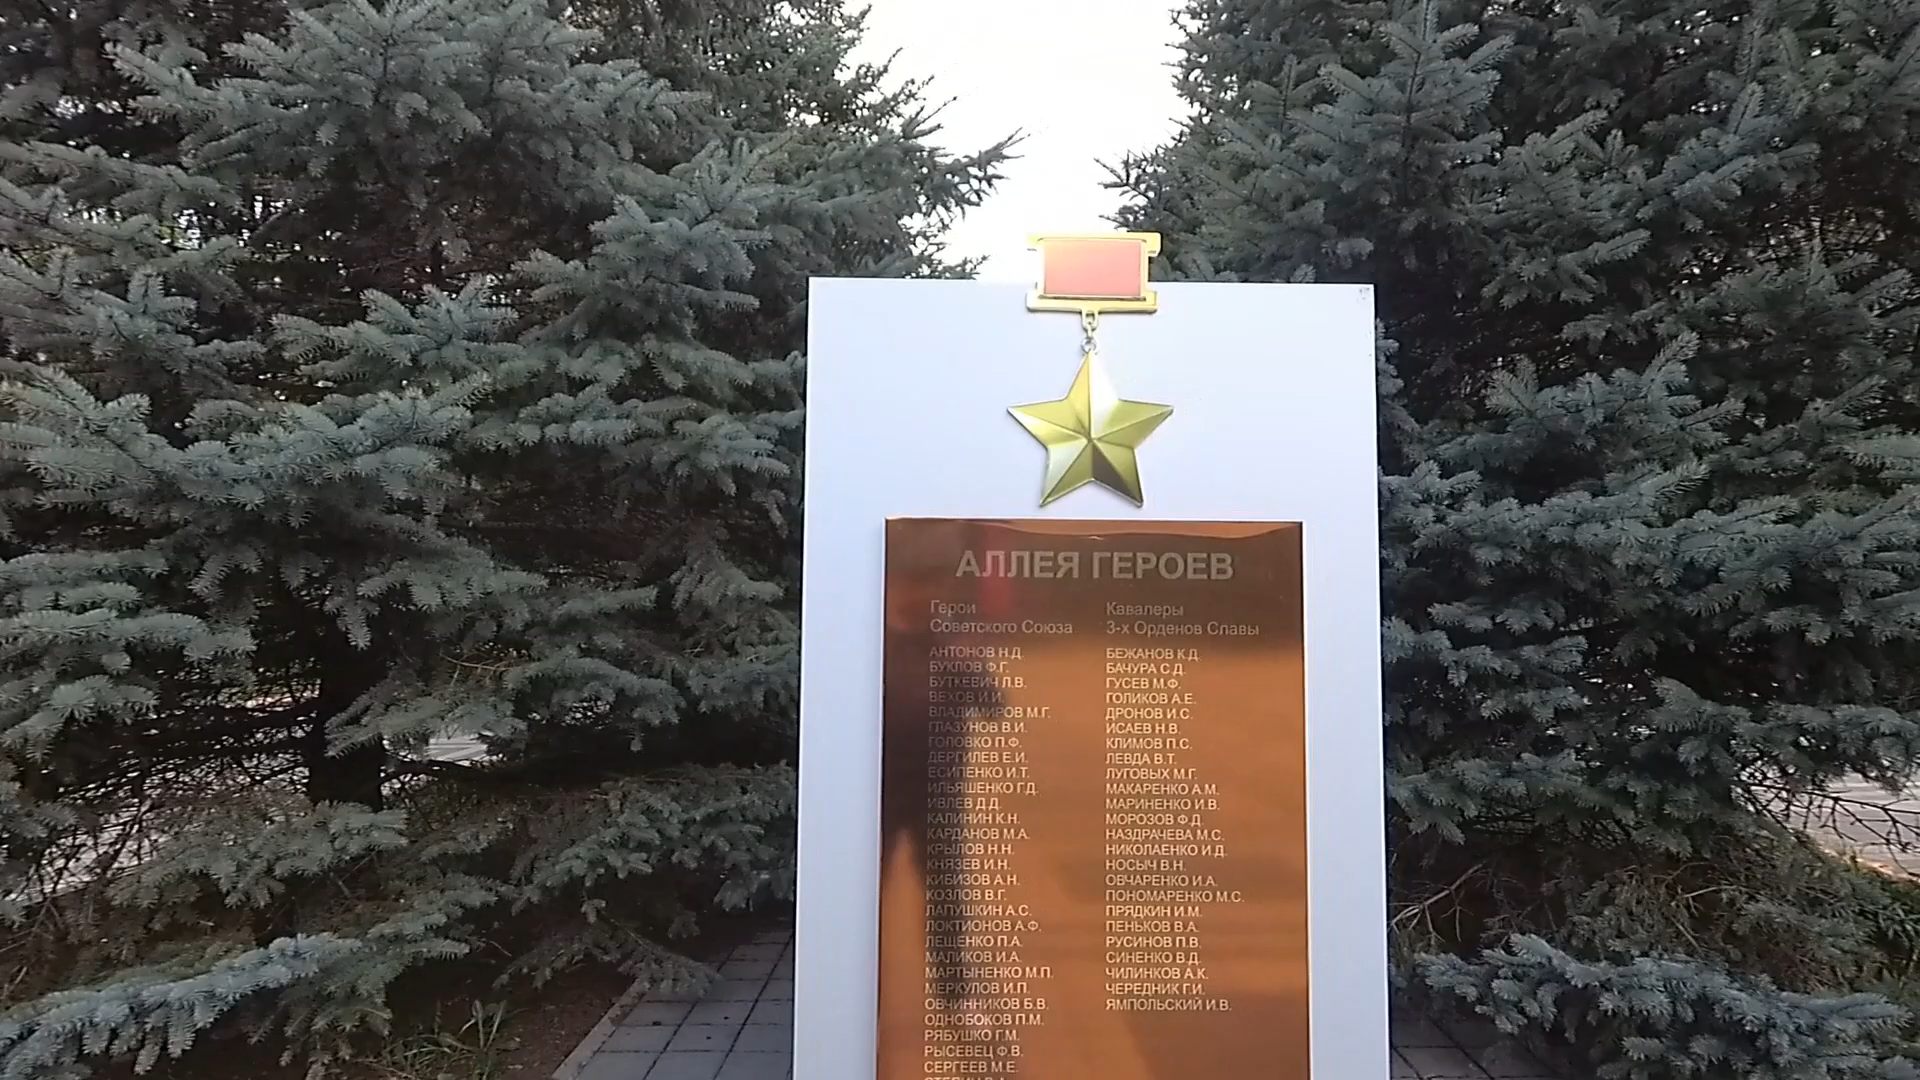 АЛЛЕЯ ГЕРОЕВ
Герои
Советского Союза
АНТОНОВ Н.Д.
БУКЛОВ Ф.Г.
БУТКЕВИЧ Л.В.
ВЕХОВ И.И.
ВЛАДИМИРОВ М.Г.
ГЛАЗУНОВ В.И.
ГОЛОВКО П.Ф.
ДЕРГИЛЕВ Е.И.
ЕСИПЕНКО И.Т.
ИЛЬЯШЕНКО Г.Д.
ИВЛЕВ Д.Д.
КАЛИНИН К.Н.
КАРДАНОВ М.А.
КРЫЛОВ Н.Н.
КНЯЗЕВ И.Н.
КИБИЗОВ А.Н.
КОЗЛОВ В.Г.
ЛАПУШКИН А.С.
ЛОКТИОНОВ А.Ф.
ЛЕЩЕНКО П.А.
МАЛИКОВ И.А.
МАРТЫНЕНКО М.П.
МЕРКУЛОВ И.П.
ОВЧИННИКОВ Б.В.
ОДНОБОКОВ П.М.
РЯБУШКО Г.М.
РЫСЕВЕЦ Ф.В.
СЕРГЕЕВ М.Е.
Кавалеры
3-х Орденов Славы
БЕЖАНОВ К.Д.
БАЧУРА С.Д.
ГУСЕВ М.Ф.
ГОЛИКОВ А.Е.
ДРОНОВ И.С.
ИСАЕВ Н.В.
КЛИМОВ П.С.
ЛЕВДА В.Т.
ЛУГОВЫХ М.Г.
МАКАРЕНКО А.М.
МАРИНЕНКО И.В.
МОРОЗОВ Ф.Д.
НАЗДРАЧЕВА М.С.
НИКОЛАЕНКО И.Д.
НОСЫЧ В.Н.
ОВЧАРЕНКО И.А.
ПОНОМАРЕНКО М.С.
ПРЯДКИН И.М.
ПЕНЬКОВ В.А.
РУСИНОВ П.В.
СИНЕНКО В.Д.
ЧИЛИНКОВ А.К.
ЧЕРЕДНИК Г.И.
ЯМПОЛЬСКИЙ И.В.